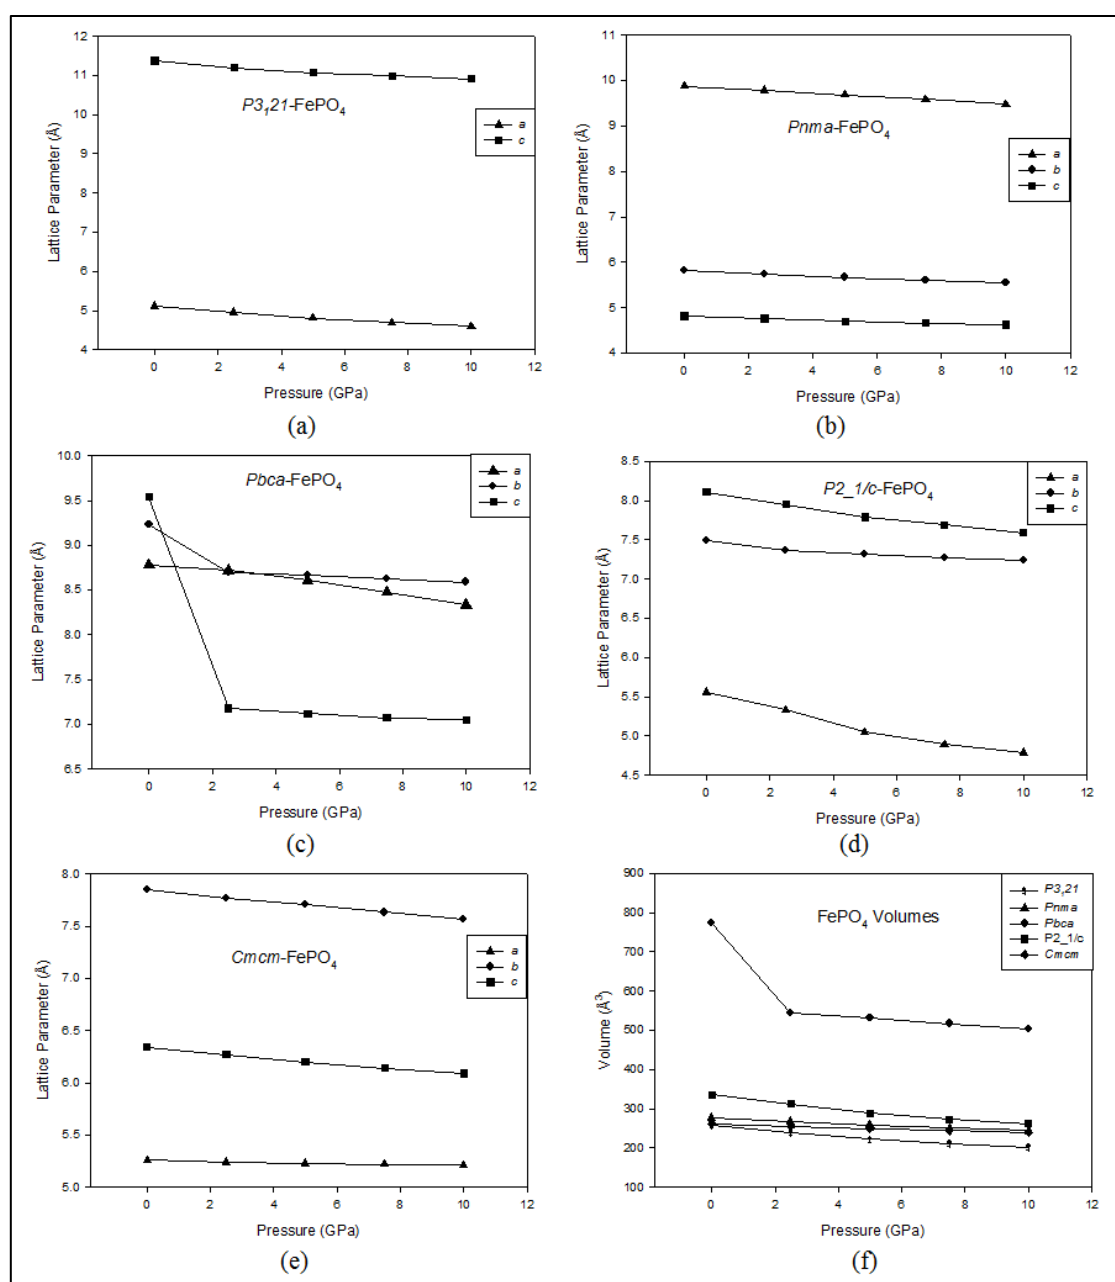 12
11
10
9
8
7
6
5
4
Lattice Parameter (Å)
P3₁21-FePO₄
a
c
0 2 4 6 8 10 12
Pressure (GPa)
(a)
11
10
9
8
7
6
5
4
Lattice Parameter (Å)
Pnma-FePO₄
a
b
c
0 2 4 6 8 10 12
Pressure (GPa)
(b)
10.0
9.5
9.0
8.5
8.0
7.5
7.0
6.5
Lattice Parameter (Å)
Pbca-FePO₄
a
b
c
0 2 4 6 8 10 12
Pressure (GPa)
(c)
8.5
8.0
7.5
7.0
6.5
6.0
5.5
5.0
4.5
Lattice Parameter (Å)
P2_1/c-FePO₄
a
b
c
0 2 4 6 8 10 12
Pressure (GPa)
(d)
8.0
7.5
7.0
6.5
6.0
5.5
5.0
Lattice Parameter (Å)
Cmcm-FePO₄
a
b
c
0 2 4 6 8 10 12
Pressure (GPa)
(e)
900
800
700
600
500
400
300
200
100
Volume (Å³)
FePO₄ Volumes
P3₁21
Pnma
Pbca
P2_1/c
Cmcm
0 2 4 6 8 10 12
Pressure (GPa)
(f)